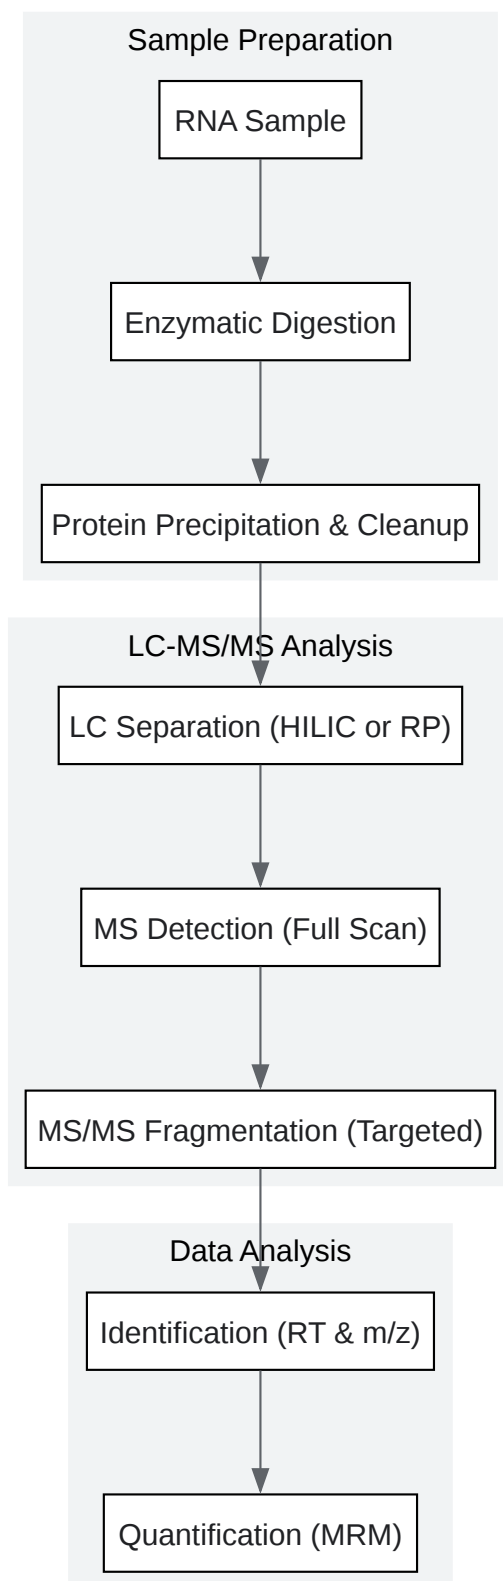 Sample Preparation
RNA Sample
Enzymatic Digestion
Protein Precipitation & Cleanup
LC-MS/MS Analysis
LC Separation (HILIC or RP)
MS Detection (Full Scan)
MS/MS Fragmentation (Targeted)
Data Analysis
Identification (RT & m/z)
Quantification (MRM)